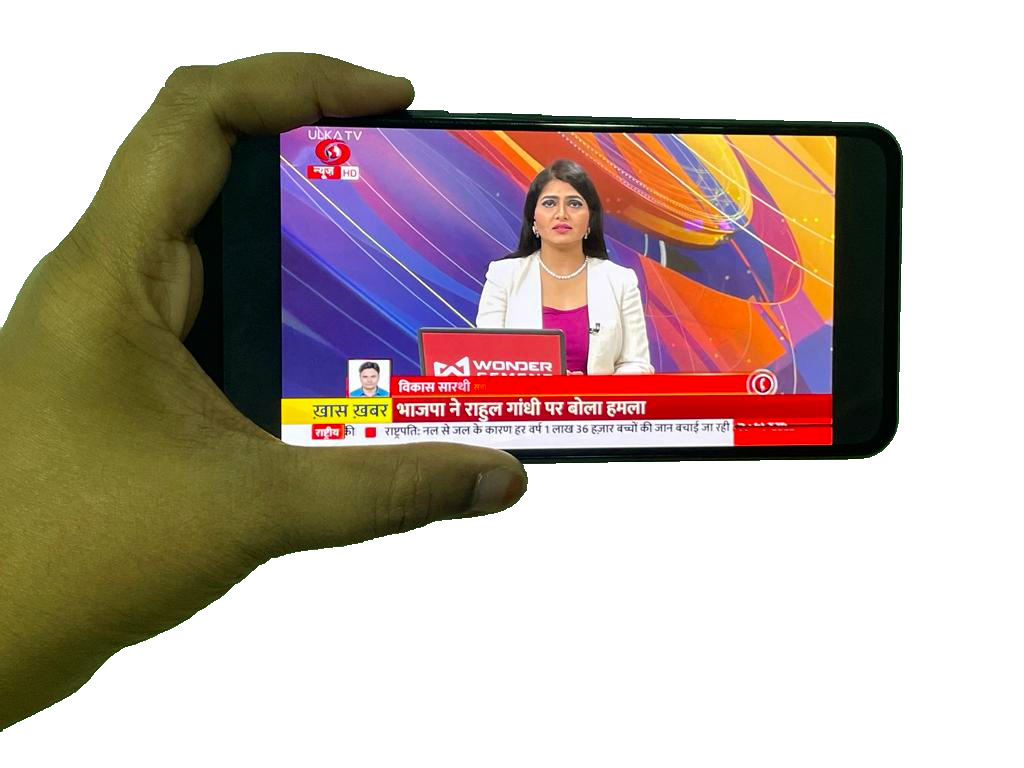 ULKA TV
न्यूज़ HD
WONDER
CEMENT
विकास सारथी
ख़ास ख़बर भाजपा ने राहुल गांधी पर बोला हमला
राष्ट्रीय की राष्ट्रपति: नल से जल के कारण हर वर्ष 1 लाख 36 हज़ार बच्चों की जान बचाई जा रही